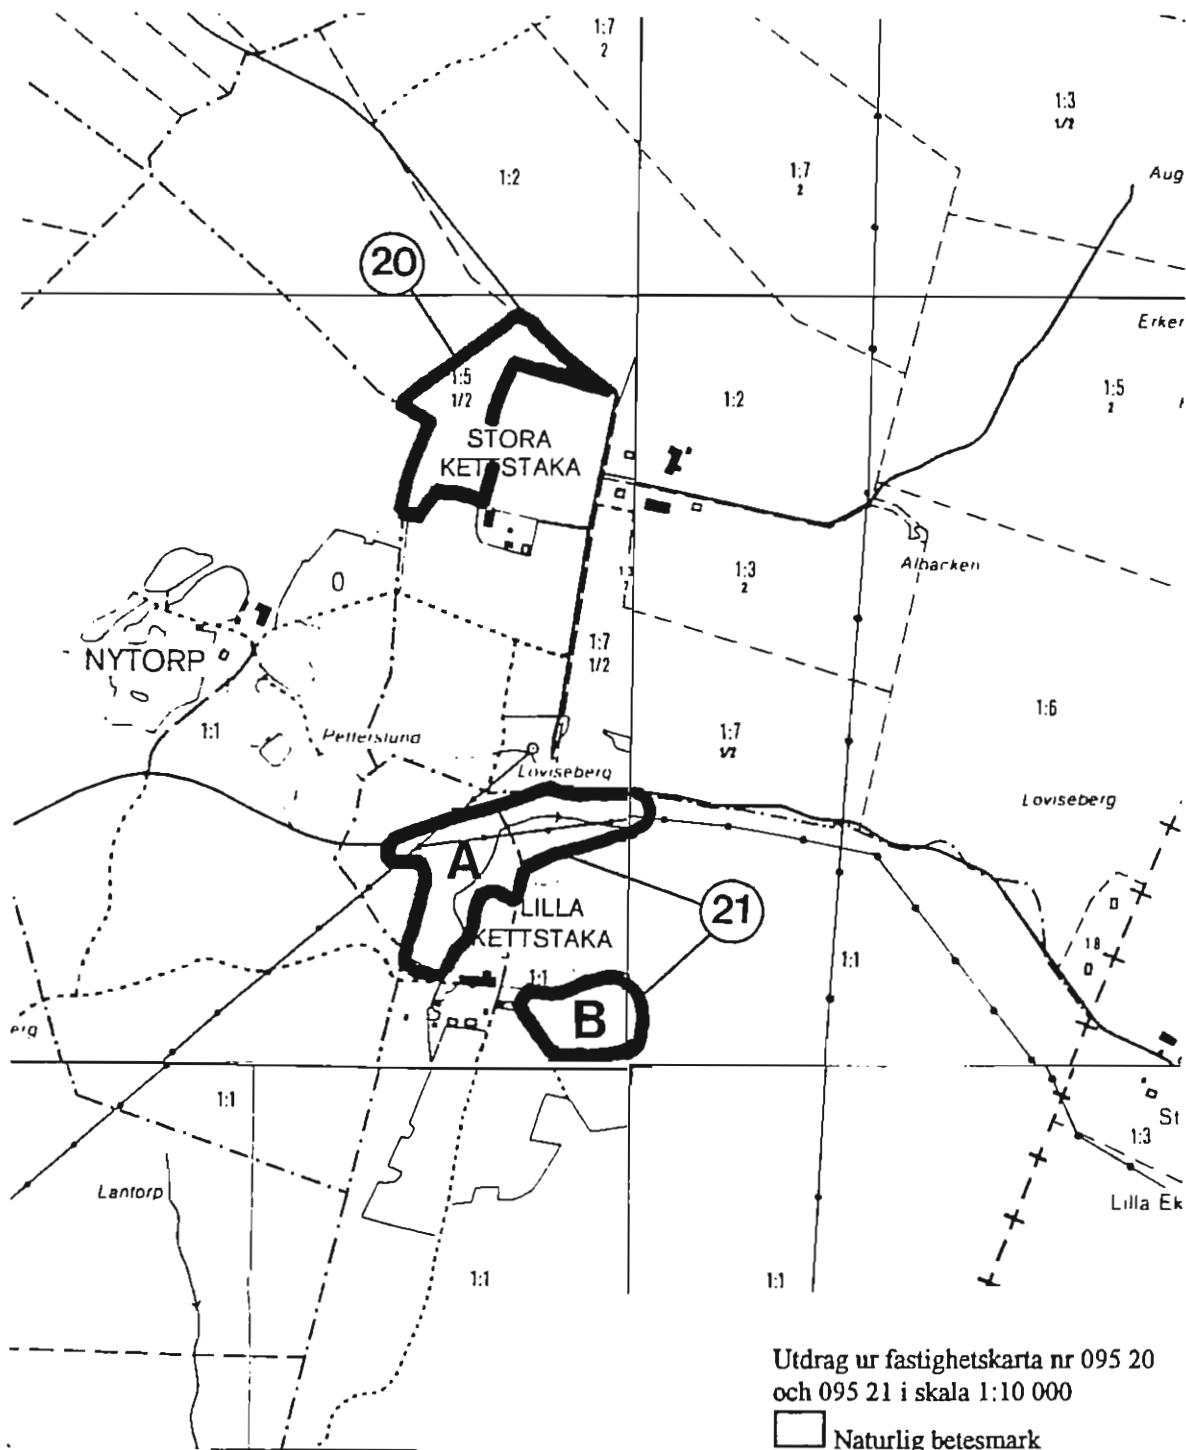 1:7
2
1:3
1/2
1:2
1:7
2
Aug
20
Erker
1:5
1/2
1:2
1:5
2
STORA
KETTSTAKA
Albacken
0
1:3
2
NYTORP
1:7
1/2
1:6
1:1
Petterslund
1:7
1/2
Loviseberg
Loviseberg
A
21
LILLA
KETTSTAKA
1:1
1:1
18
B
erg
1:1
St
1:3
Lantorp
Lilla Ek
1:1
1:1
Utdrag ur fastighetskarta nr 095 20
och 095 21 i skala 1:10 000
Naturlig betesmark